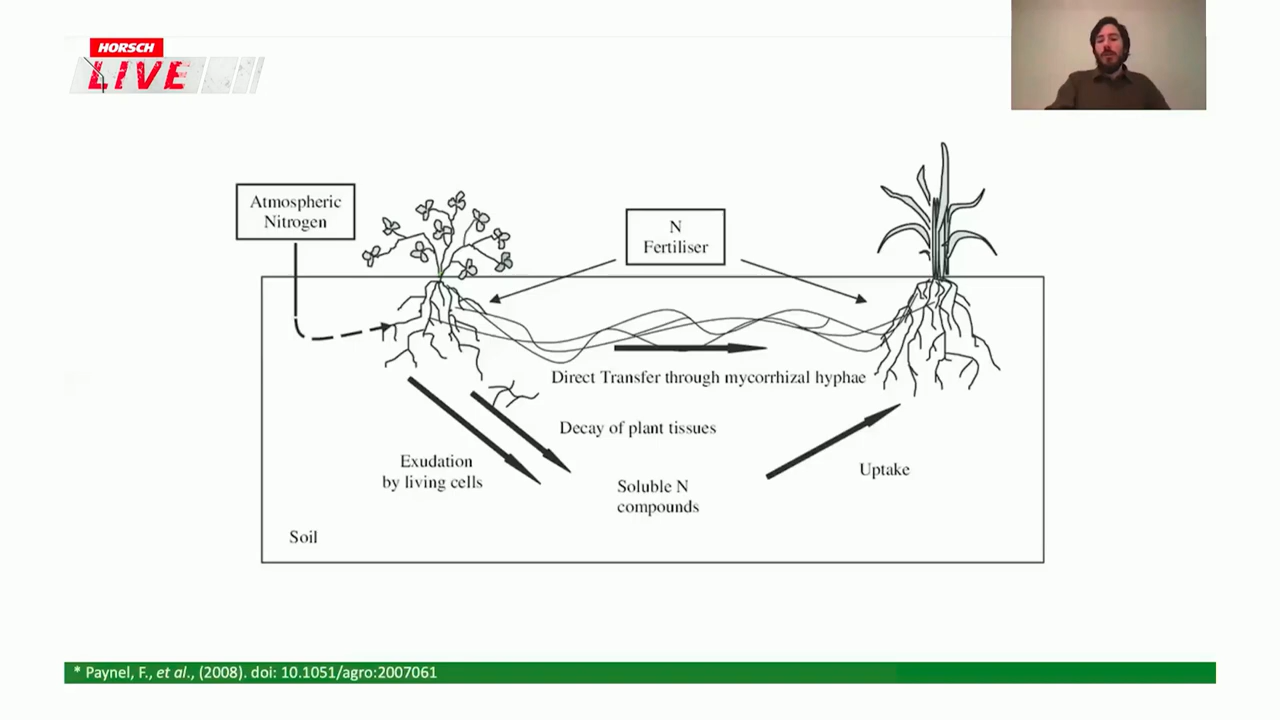 HORSCH
LIVE
Atmospheric
Nitrogen
N
Fertiliser
Direct Transfer through mycorrhizal hyphae
Decay of plant tissues
Exudation
by living cells
Soluble N
compounds
Uptake
Soil
* Paynel, F., et al., (2008). doi: 10.1051/agro:2007061